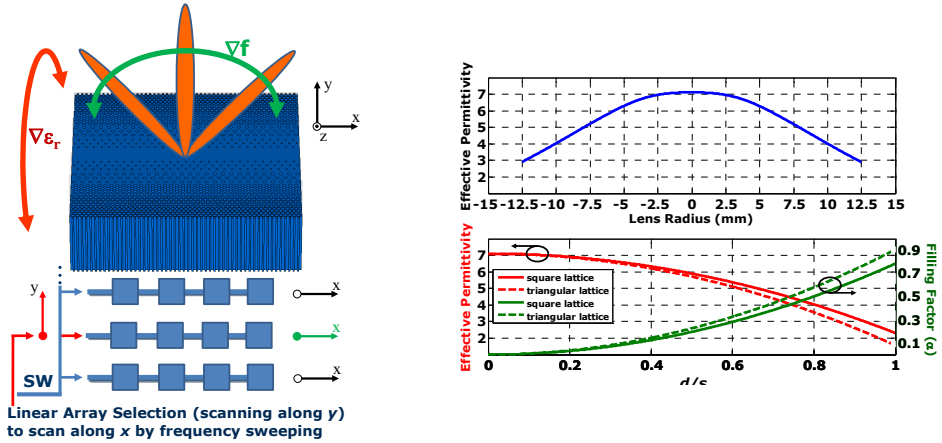 ∇f
∇εr
y
x
z
y
x
x
x
SW
Linear Array Selection (scanning along y)
to scan along x by frequency sweeping
Effective Permittivity
7
6
5
4
3
2
-15 -12.5 -10 -7.5 -5 -2.5 0 2.5 5 7.5 10 12.5 15
Lens Radius (mm)
Effective Permittivity
7
6
5
4
3
2
square lattice
triangular lattice
square lattice
triangular lattice
0.9
0.7
0.5
0.3
0.1
Filling Factor (α)
0 0.2 0.4 0.6 0.8 1
d/s